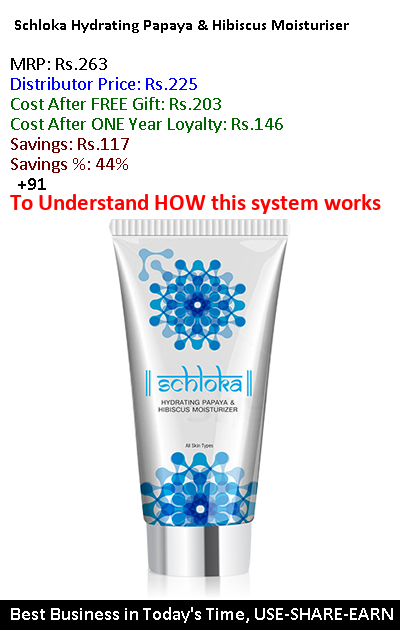 Schloka Hydrating Papaya & Hibiscus Moisturiser
MRP: Rs.263
Distributor Price: Rs.225
Cost After FREE Gift: Rs.203
Cost After ONE Year Loyalty: Rs.146
Savings: Rs.117
Savings %: 44%
+91
To Understand HOW this system works
schloka
HYDRATING PAPAYA &
HIBISCUS MOISTURIZER
All Skin Types
Best Business in Today's Time, USE-SHARE-EARN